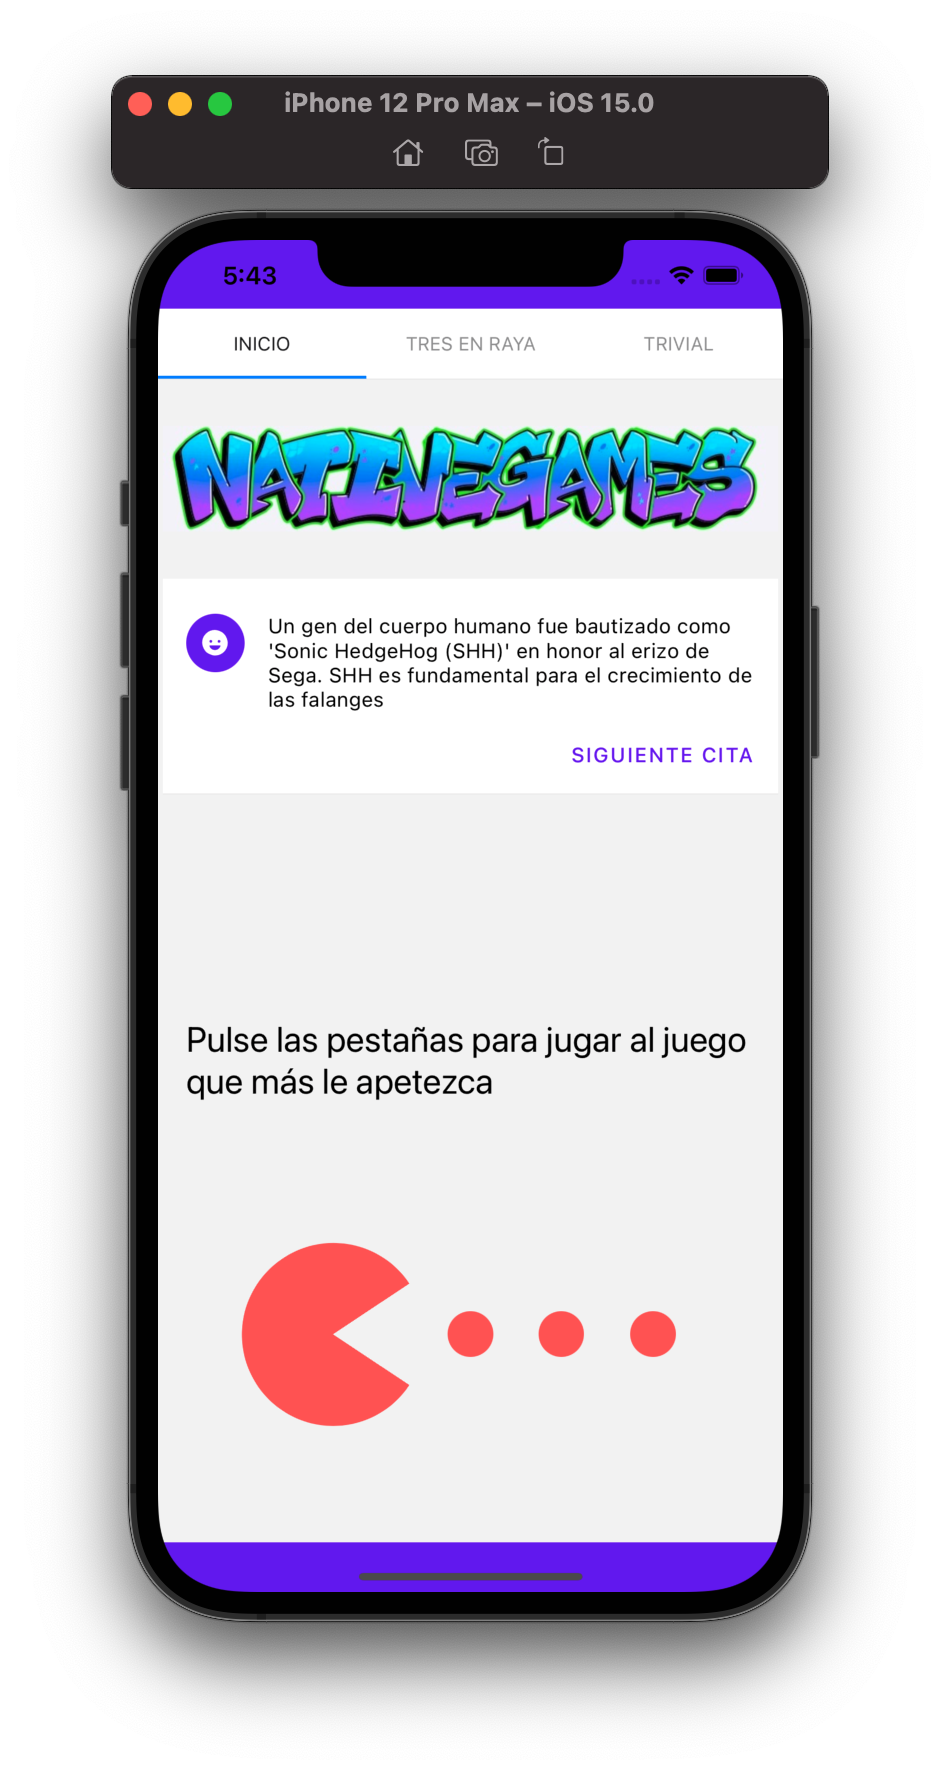 iPhone 12 Pro Max – iOS 15.0
5:43
INICIO TRES EN RAYA TRIVIAL
NATIVEGAMES
Un gen del cuerpo humano fue bautizado como
'Sonic HedgeHog (SHH)' en honor al erizo de
Sega. SHH es fundamental para el crecimiento de
las falanges
SIGUIENTE CITA
Pulse las pestañas para jugar al juego
que más le apetezca